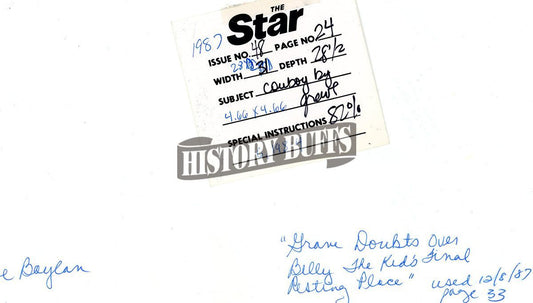 THE
Star
1987
ISSUE NO. 48 PAGE NO. 24
WIDTH 31 DEPTH 28 1/2
SUBJECT cowboy by
grave
4.66 x 4.66
SPECIAL INSTRUCTIONS 82%
HISTORY BUFFS
"Grave Doubts Over
Billy The Kid's Final
Resting Place" used 12/8/87
page 33
e Boylan